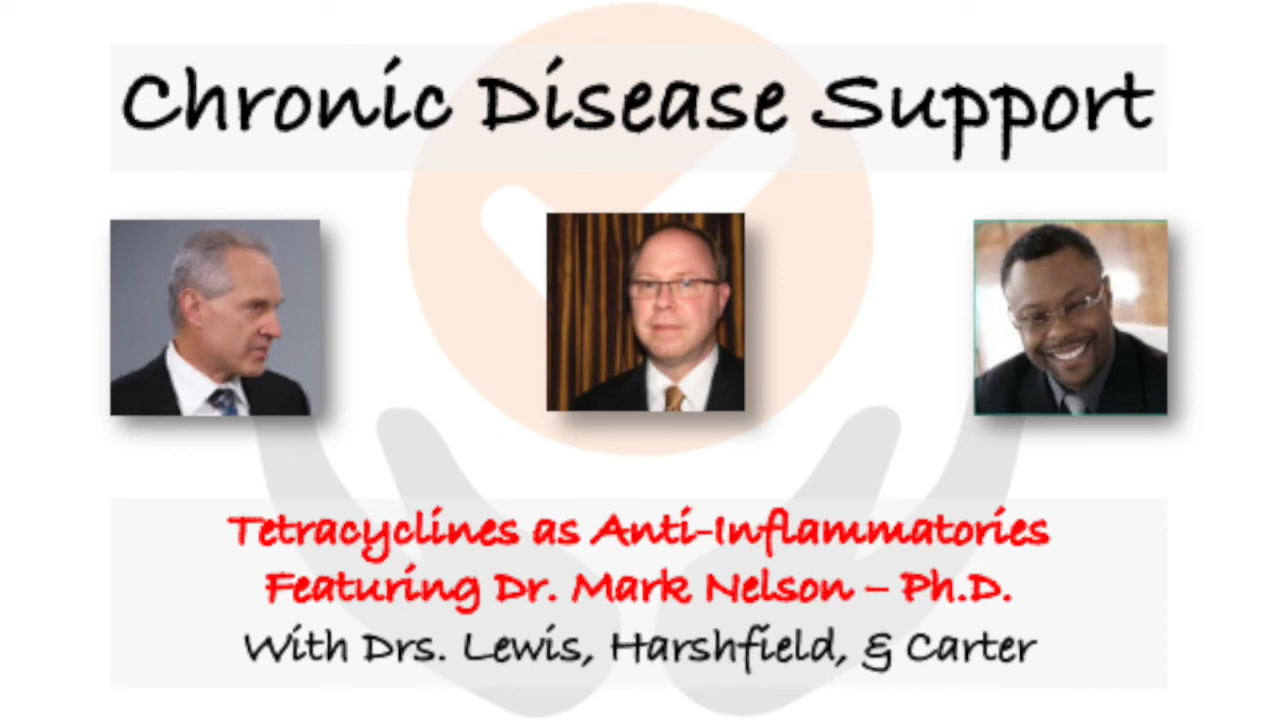 Chronic Disease Support
Tetracyclines as Anti-Inflammatories
Featuring Dr. Mark Nelson – Ph.D.
With Drs. Lewis, Harshfield, & Carter